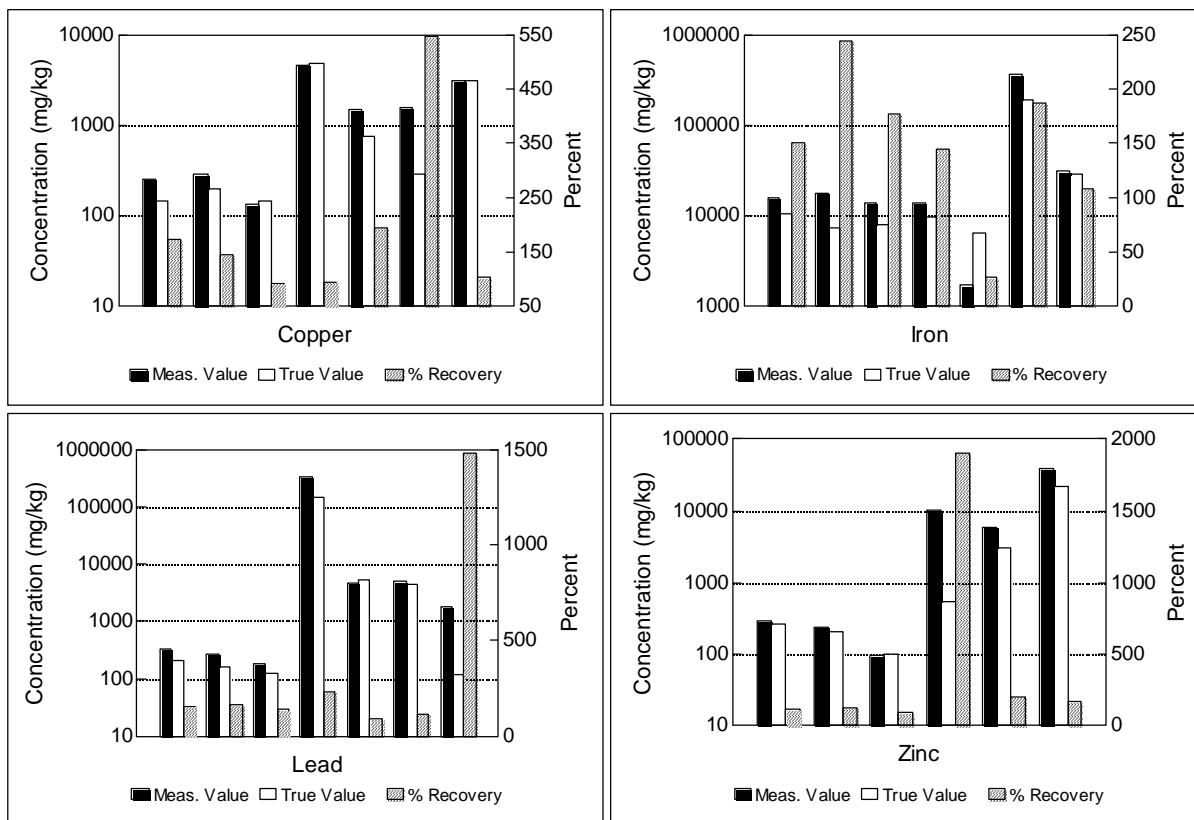 10000
1000
100
10
Concentration (mg/kg)
550
450
350
250
150
50
Percent
Copper
Meas. Value True Value % Recovery
1000000
100000
10000
1000
Concentration (mg/kg)
250
200
150
100
50
0
Percent
Iron
Meas. Value True Value % Recovery
1000000
100000
10000
1000
100
10
Concentration (mg/kg)
1500
1000
500
0
Percent
Lead
Meas. Value True Value % Recovery
100000
10000
1000
100
10
Concentration (mg/kg)
2000
1500
1000
500
0
Percent
Zinc
Meas. Value True Value % Recovery